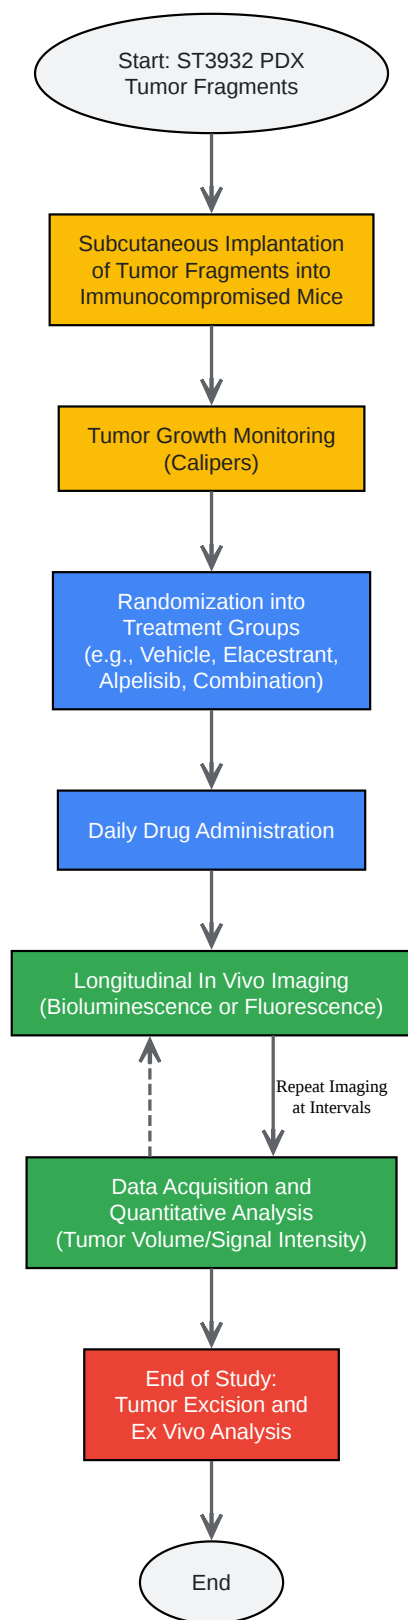 Start: ST3932 PDX
Tumor Fragments
Subcutaneous Implantation
of Tumor Fragments into
Immunocompromised Mice
Tumor Growth Monitoring
(Calipers)
Randomization into
Treatment Groups
(e.g., Vehicle, Elacestrant,
Alpelisib, Combination)
Daily Drug Administration
Longitudinal In Vivo Imaging
(Bioluminescence or Fluorescence)
Repeat Imaging
at Intervals
Data Acquisition and
Quantitative Analysis
(Tumor Volume/Signal Intensity)
End of Study:
Tumor Excision and
Ex Vivo Analysis
End